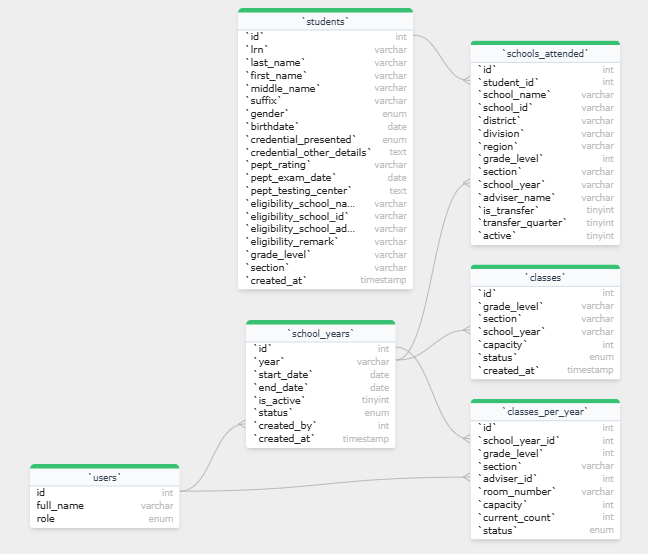 `students`
`id` int
`lrn` varchar
`last_name` varchar
`first_name` varchar
`middle_name` varchar
`suffix` varchar
`gender` enum
`birthdate` date
`credential_presented` enum
`credential_other_details` text
`pept_rating` varchar
`pept_exam_date` date
`pept_testing_center` text
`eligibility_school_na... varchar
`eligibility_school_id` varchar
`eligibility_school_ad... varchar
`eligibility_remark` varchar
`grade_level` varchar
`section` varchar
`created_at` timestamp
`schools_attended`
`id` int
`student_id` int
`school_name` varchar
`school_id` varchar
`district` varchar
`division` varchar
`region` varchar
`grade_level` int
`section` varchar
`school_year` varchar
`adviser_name` varchar
`is_transfer` tinyint
`transfer_quarter` tinyint
`active` tinyint
`classes`
`id` int
`grade_level` varchar
`section` varchar
`school_year` varchar
`capacity` int
`status` enum
`created_at` timestamp
`school_years`
`id` int
`year` varchar
`start_date` date
`end_date` date
`is_active` tinyint
`status` enum
`created_by` int
`created_at` timestamp
`classes_per_year`
`id` int
`school_year_id` int
`grade_level` int
`section` varchar
`adviser_id` int
`room_number` varchar
`capacity` int
`current_count` int
`status` enum
`users`
id int
full_name varchar
role enum